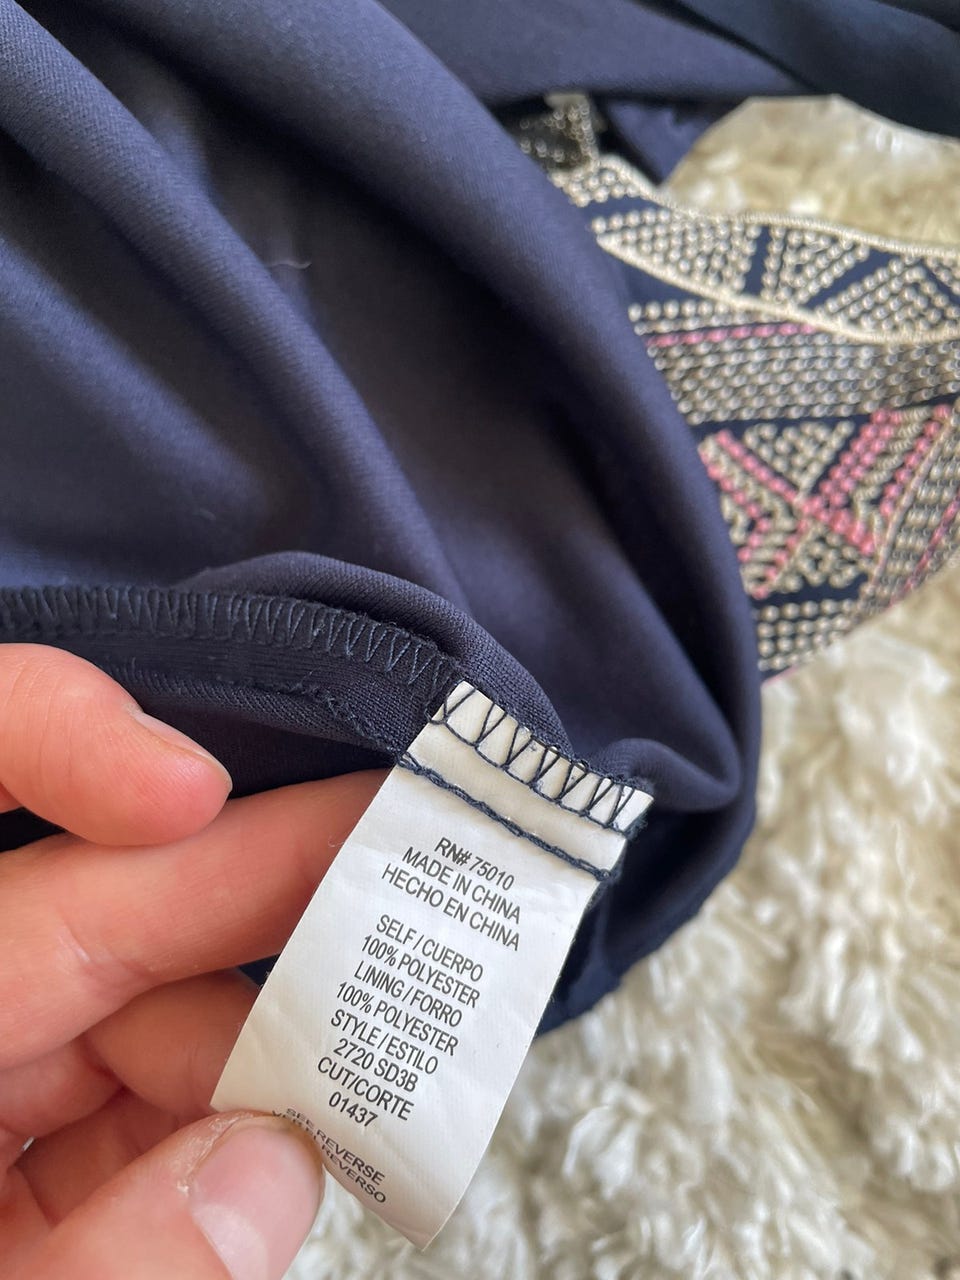 RN# 75010
MADE IN CHINA
HECHO EN CHINA
SELF / CUERPO
100% POLYESTER
LINING / FORRO
100% POLYESTER
STYLE / ESTILO
2720 SD3B
CUT/CORTE
01437
SEE REVERSE
REVERSO